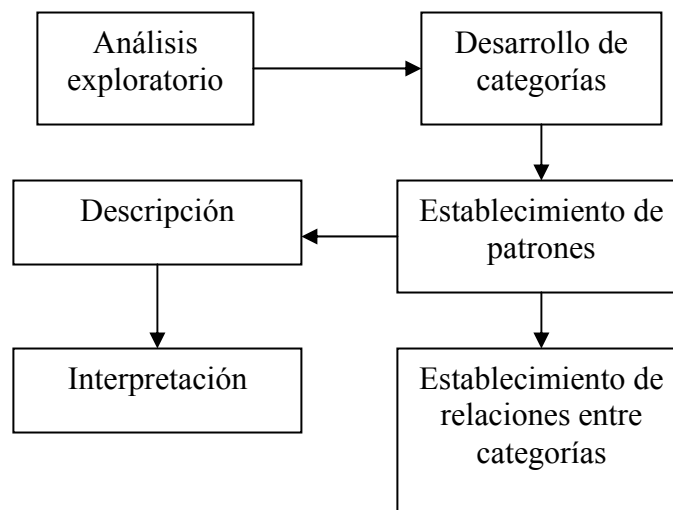 Análisis
exploratorio
Desarrollo de
categorías
Descripción
Establecimiento de
patrones
Interpretación
Establecimiento de
relaciones entre
categorías